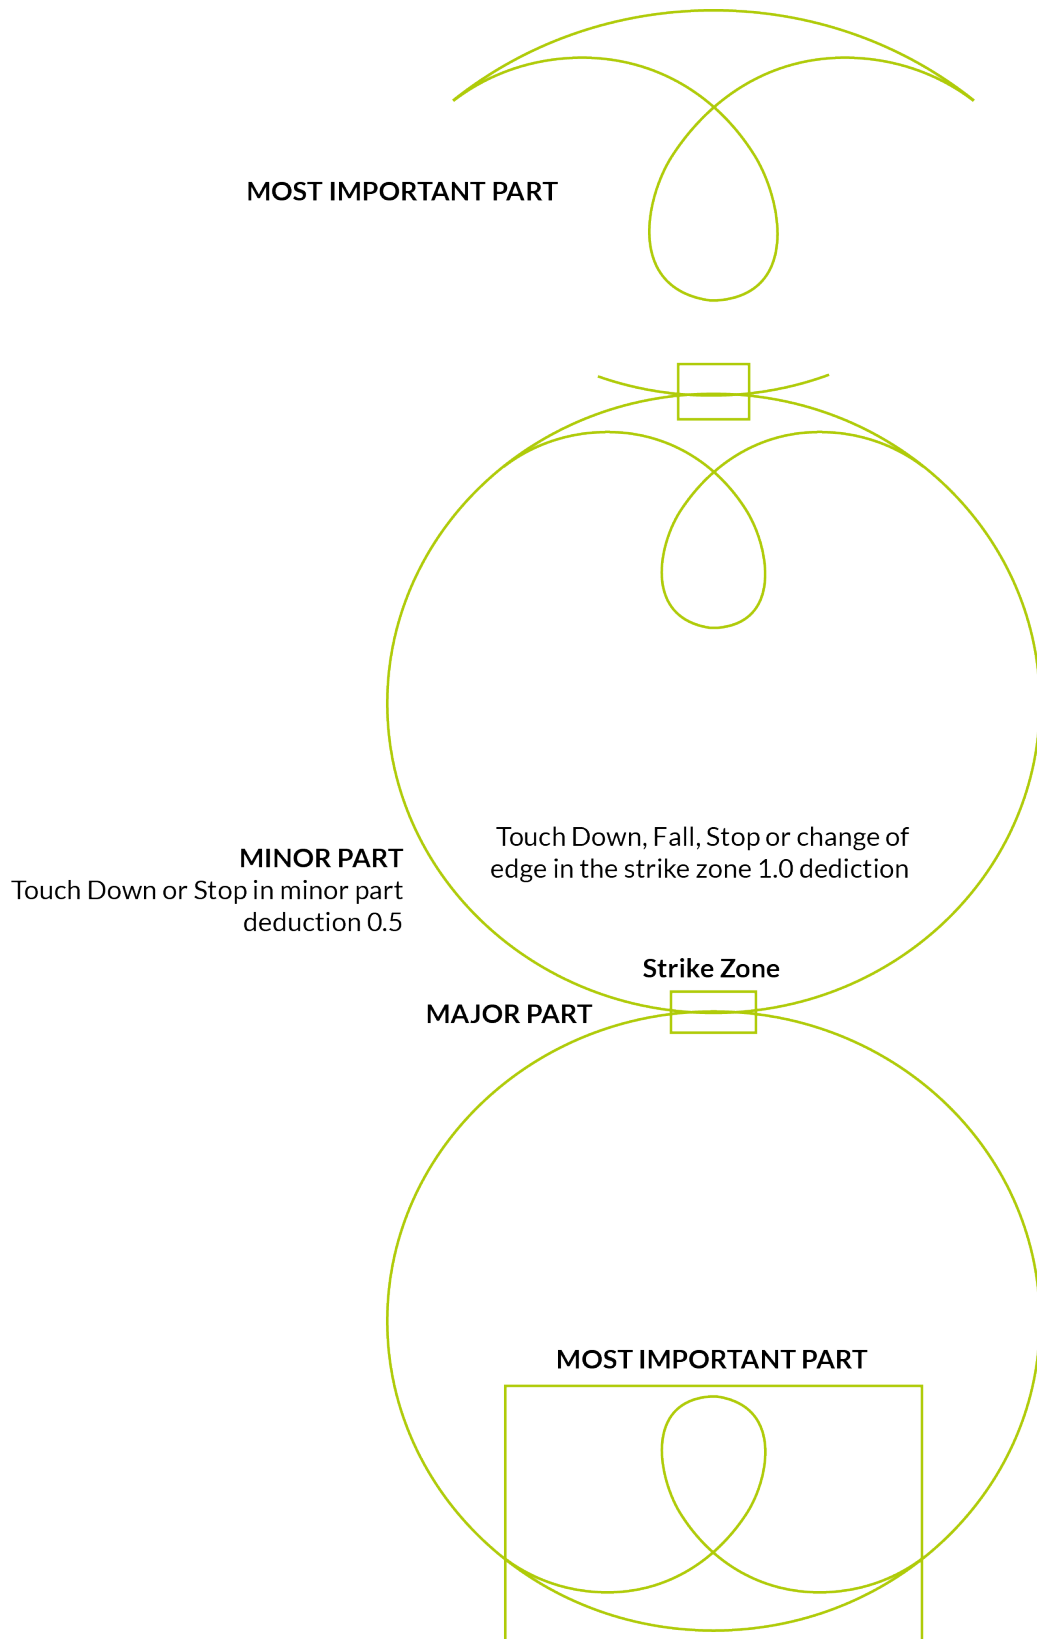 MOST IMPORTANT PART
Touch Down, Fall, Stop or change of
edge in the strike zone 1.0 dediction
MINOR PART
Touch Down or Stop in minor part
deduction 0.5
Strike Zone
MAJOR PART
MOST IMPORTANT PART